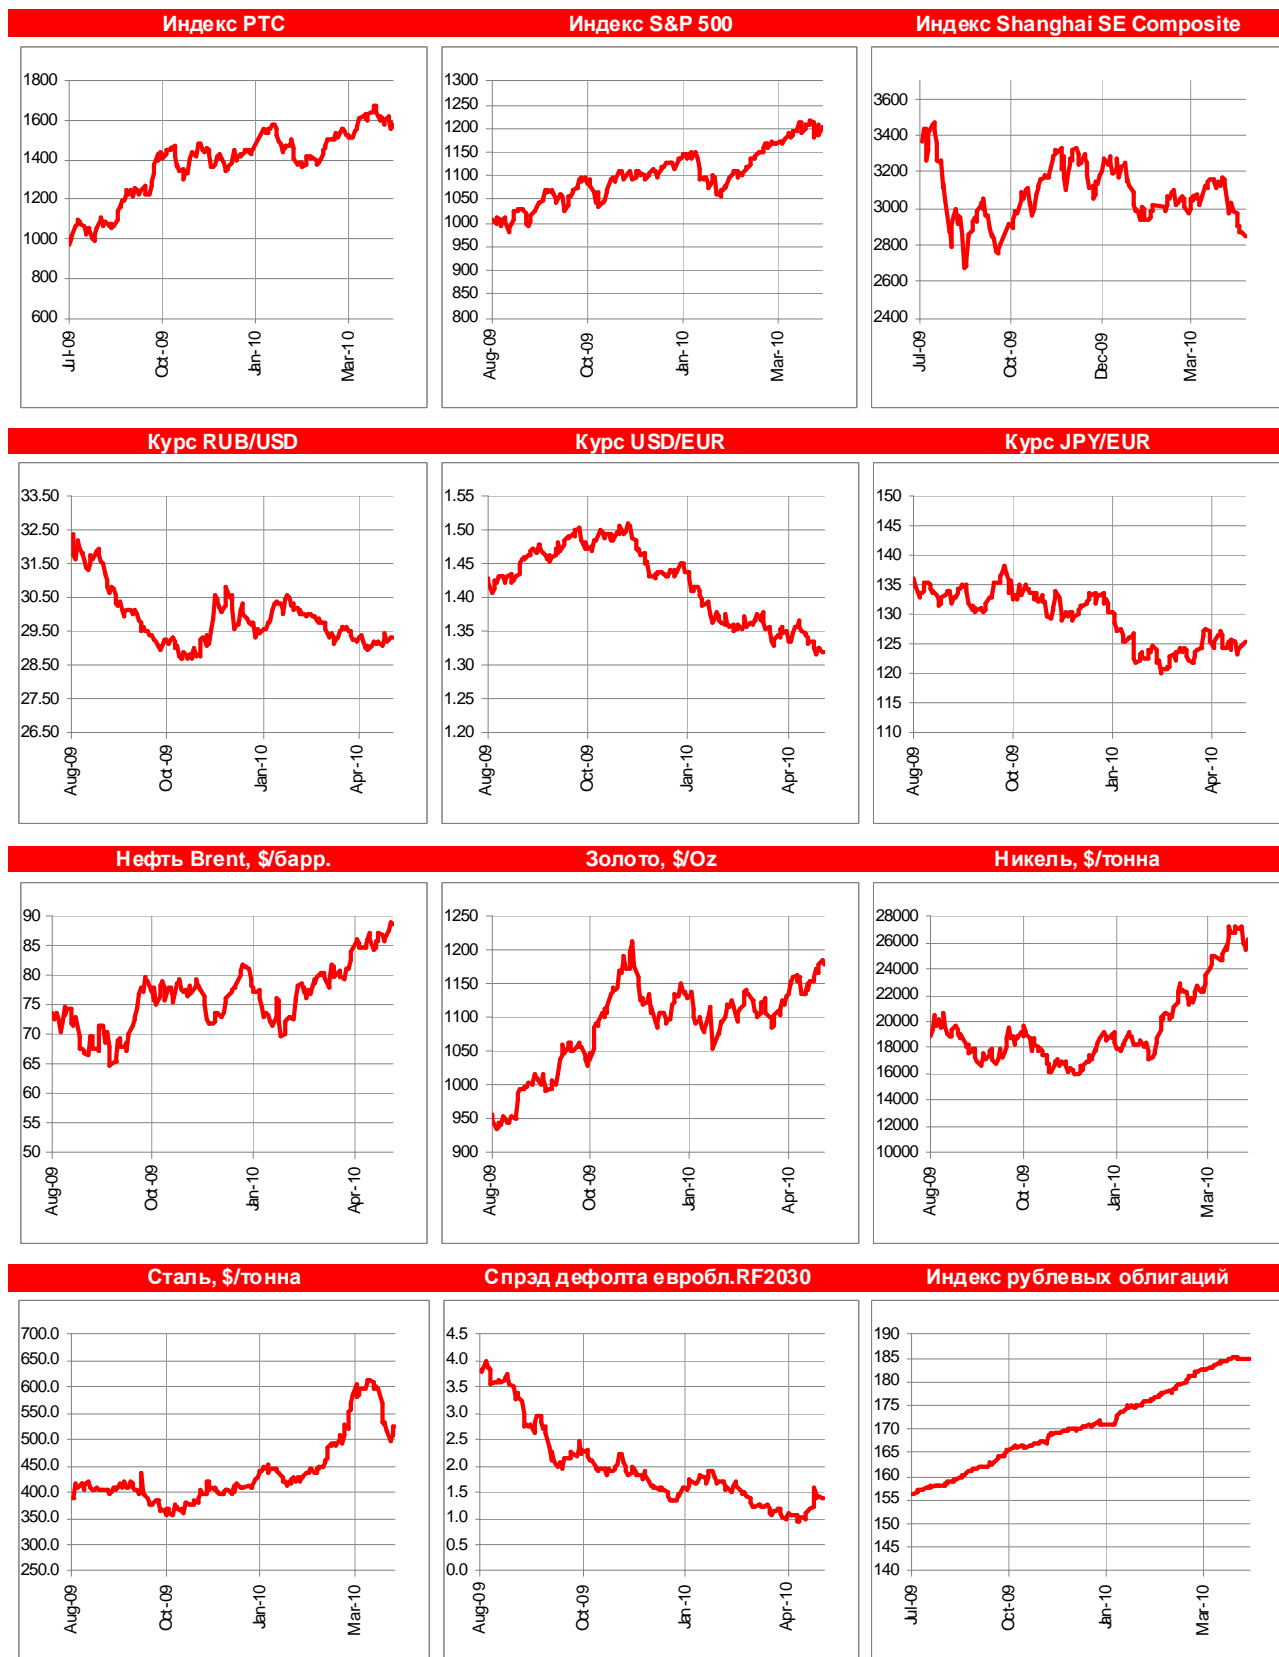 Индекс РТС
Индекс S&P 500
Индекс Shanghai SE Composite
1800
1600
1400
1200
1000
800
600
Jul-09
Oct-09
Jan-10
Mar-10
1300
1250
1200
1150
1100
1050
1000
950
900
850
800
Aug-09
Oct-09
Jan-10
Mar-10
3600
3400
3200
3000
2800
2600
2400
Jul-09
Oct-09
Dec-09
Mar-10
Курс RUB/USD
Курс USD/EUR
Курс JPY/EUR
33.50
32.50
31.50
30.50
29.50
28.50
27.50
26.50
Aug-09
Oct-09
Jan-10
Apr-10
1.55
1.50
1.45
1.40
1.35
1.30
1.25
1.20
Aug-09
Oct-09
Jan-10
Apr-10
150
145
140
135
130
125
120
115
110
Aug-09
Oct-09
Jan-10
Apr-10
Нефть Brent, $/барр.
Золото, $/Oz
Никель, $/тонна
90
85
80
75
70
65
60
55
50
Aug-09
Oct-09
Jan-10
Apr-10
1250
1200
1150
1100
1050
1000
950
900
Aug-09
Oct-09
Jan-10
Apr-10
28000
26000
24000
22000
20000
18000
16000
14000
12000
10000
Aug-09
Oct-09
Jan-10
Mar-10
Сталь, $/тонна
Спрэд дефолта евробл.RF2030
Индекс рублевых облигаций
700.0
650.0
600.0
550.0
500.0
450.0
400.0
350.0
300.0
250.0
Aug-09
Oct-09
Jan-10
Mar-10
4.5
4.0
3.5
3.0
2.5
2.0
1.5
1.0
0.5
0.0
Aug-09
Oct-09
Jan-10
Apr-10
190
185
180
175
170
165
160
155
150
145
140
Jul-09
Oct-09
Jan-10
Mar-10